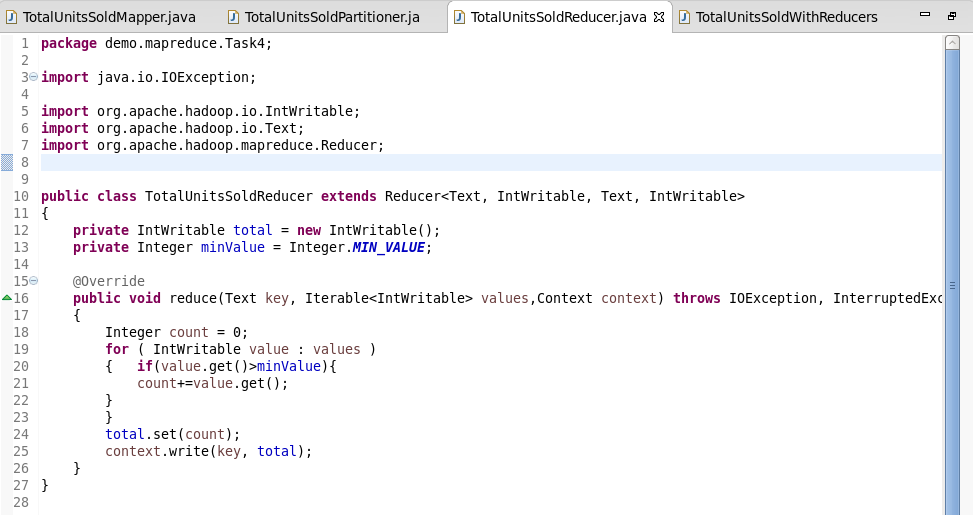 TotalUnitsSoldMapper.java TotalUnitsSoldPartitioner.ja TotalUnitsSoldReducer.java TotalUnitsSoldWithReducers
1 package demo.mapreduce.Task4;
2
3 import java.io.IOException;
4
5 import org.apache.hadoop.io.IntWritable;
6 import org.apache.hadoop.io.Text;
7 import org.apache.hadoop.mapreduce.Reducer;
8
9
10 public class TotalUnitsSoldReducer extends Reducer<Text, IntWritable, Text, IntWritable>
11 {
12     private IntWritable total = new IntWritable();
13     private Integer minValue = Integer.MIN_VALUE;
14
15     @Override
16     public void reduce(Text key, Iterable<IntWritable> values,Context context) throws IOException, InterruptedExc
17     {
18         Integer count = 0;
19         for ( IntWritable value : values )
20         {   if(value.get()>minValue){
21             count+=value.get();
22         }
23         }
24         total.set(count);
25         context.write(key, total);
26     }
27 }
28